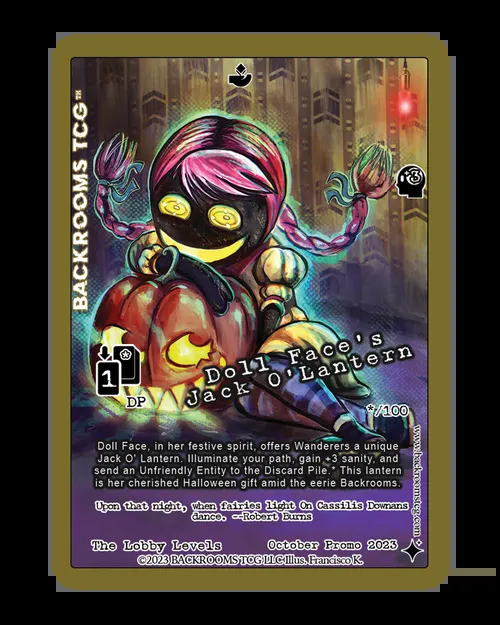 BACKROOMS TCG™
+3
Doll Face's
Jack O'Lantern
1
DP
*/100
Doll Face, in her festive spirit, offers Wanderers a unique
Jack O' Lantern. Illuminate your path, gain +3 sanity, and
send an Unfriendly Entity to the Discard Pile.* This lantern
is her cherished Halloween gift amid the eerie Backrooms.
www.backroomstcg.com
Upon that night, when fairies light On Cassilis Downans
dance. --Robert Burns
The Lobby Levels
October Promo 2023
©2023 BACKROOMS TCG LLC Illus. Francisco K.